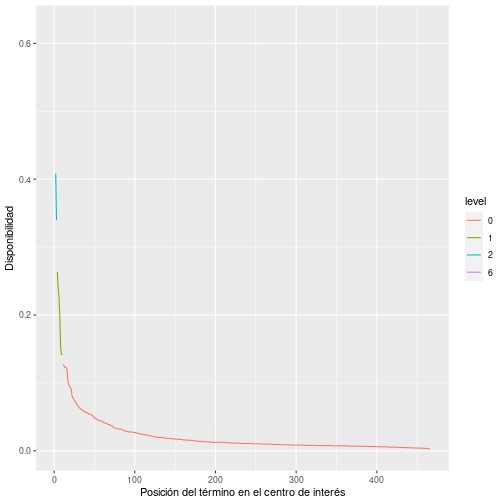 0.6
0.4
0.2
0.0
Disponibilidad
0 100 200 300 400
Posición del término en el centro de interés
level
0
1
2
6